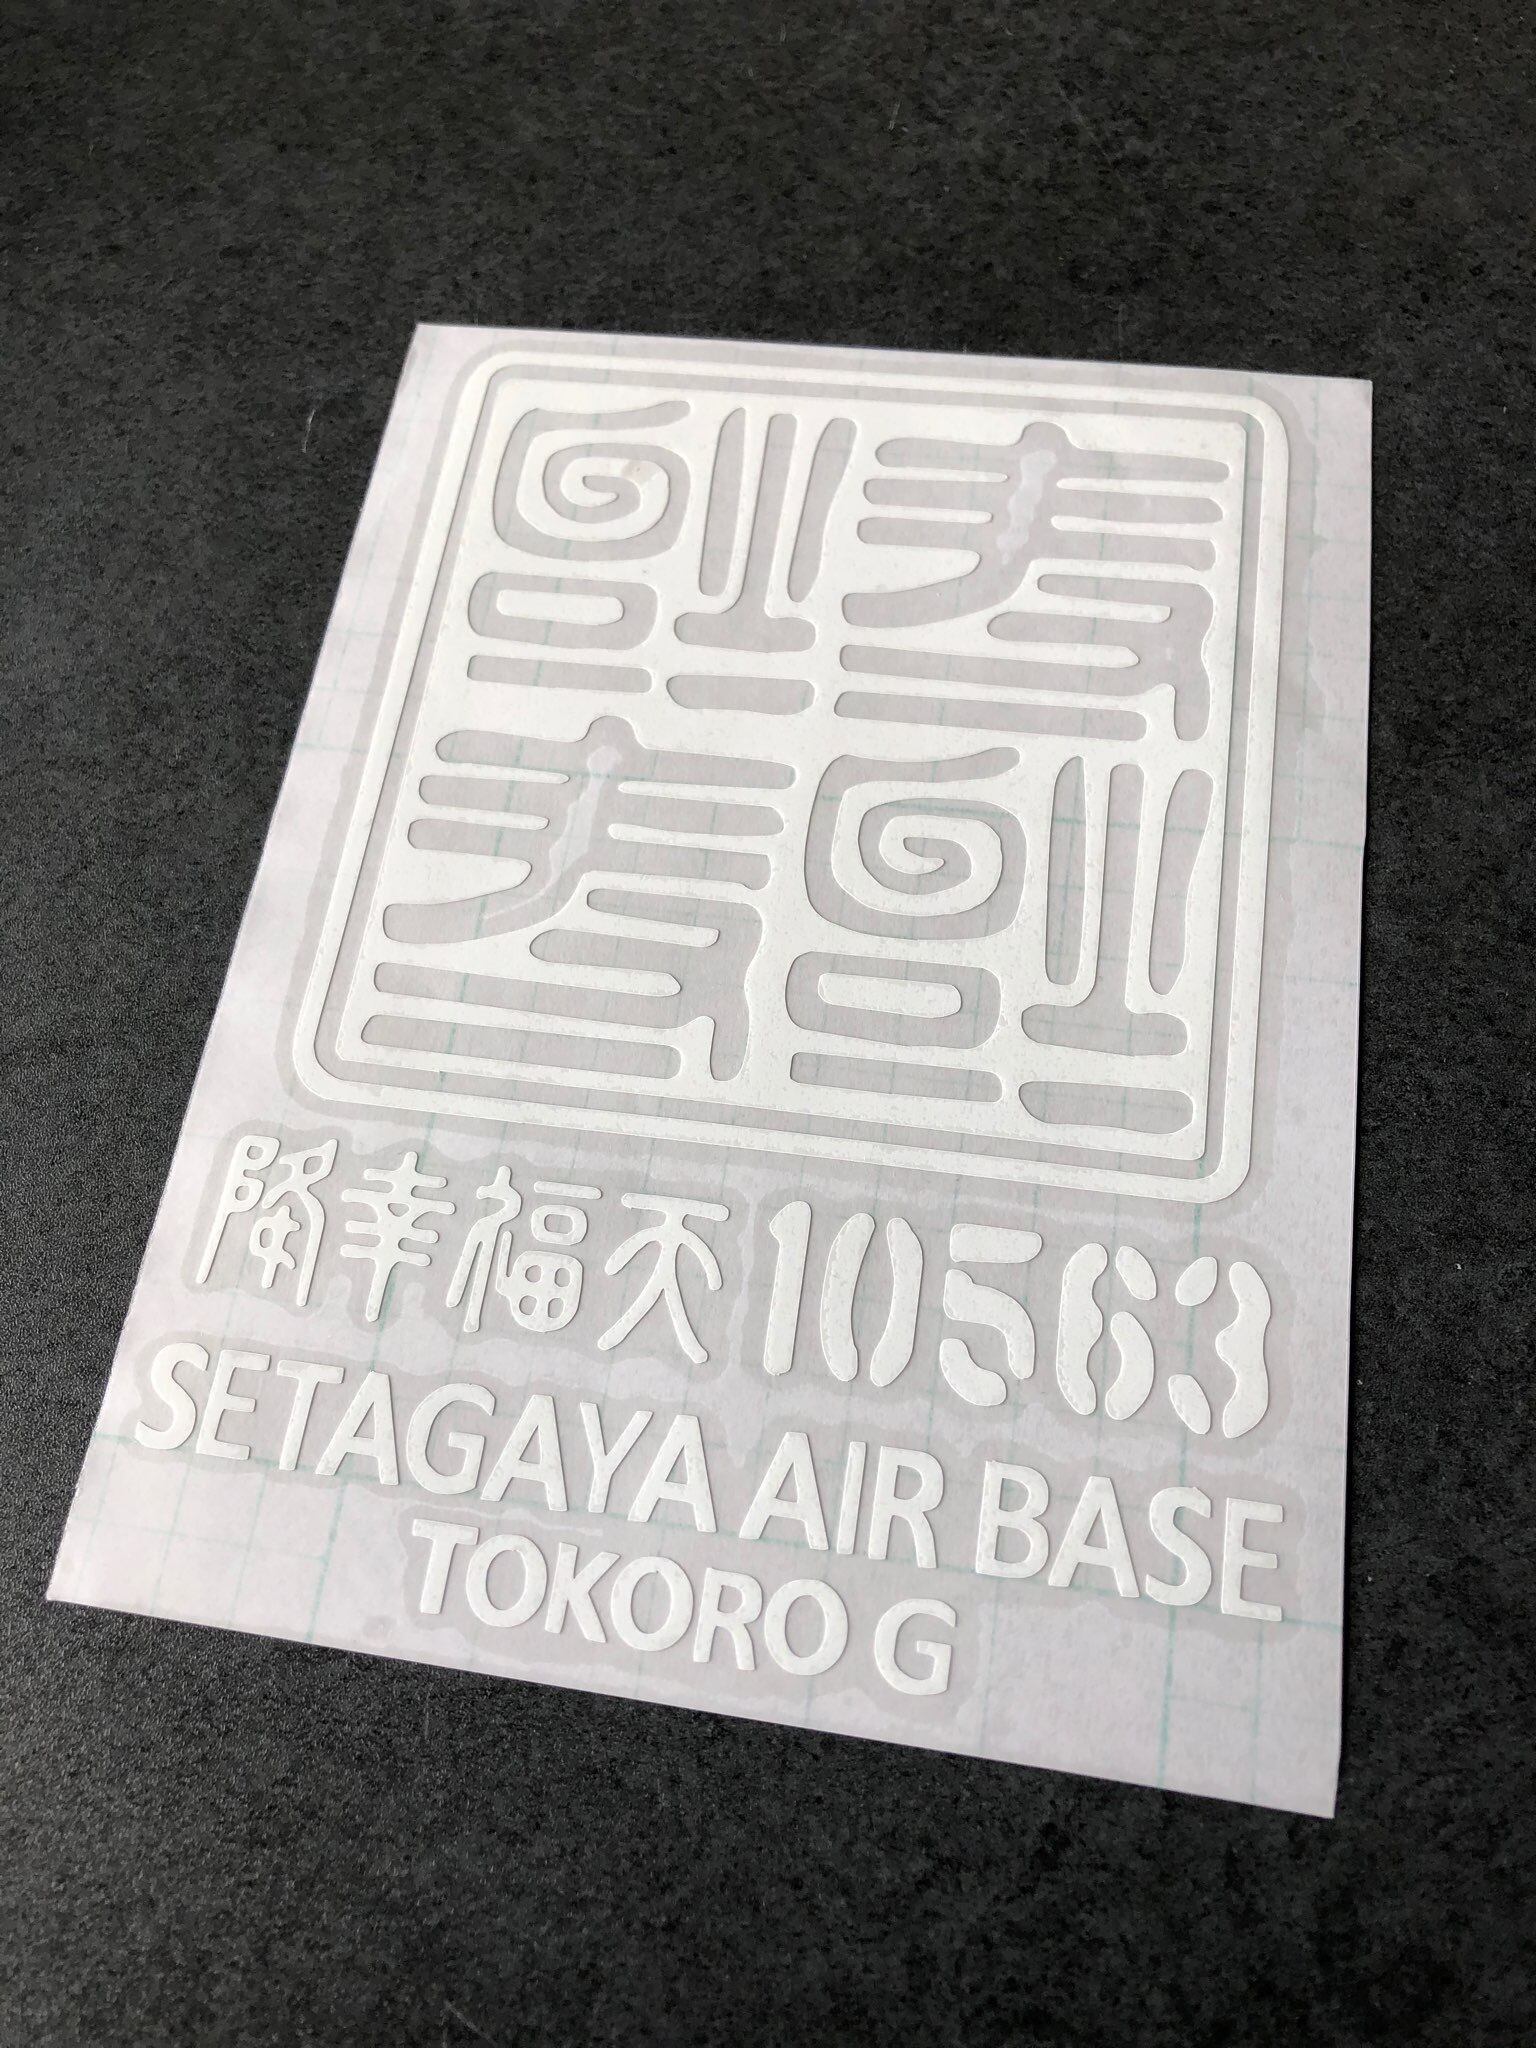 降幸福天 10563
SETAGAYA AIR BASE
TOKORO G